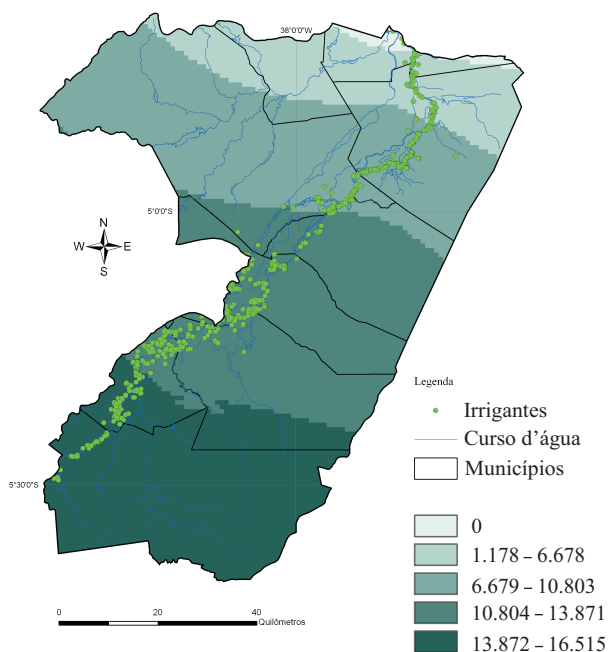 38°0'0"W
5°0'0"S
N
W E
S
Legenda
Irrigantes
Curso d'água
Municípios
5°30'0"S
0
1.178 – 6.678
6.679 – 10.803
10.804 – 13.871
13.872 – 16.515
0 20 40
Quilômetros